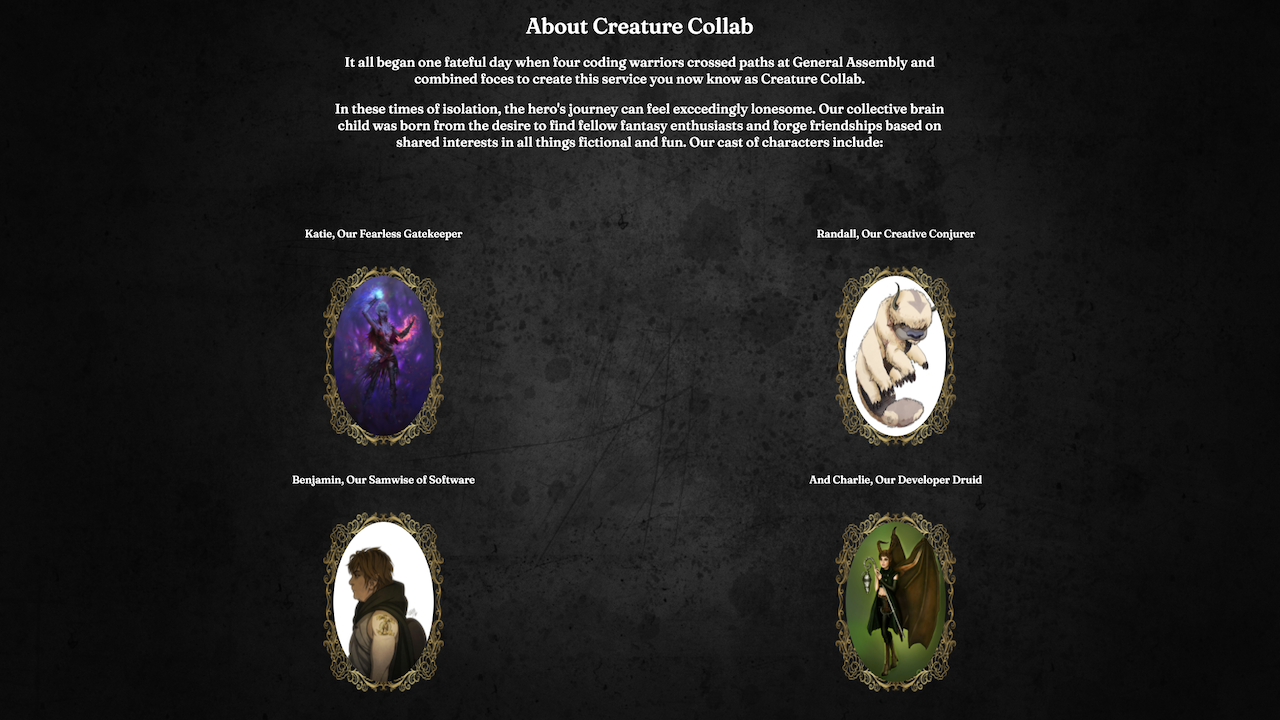 About Creature Collab
It all began one fateful day when four coding warriors crossed paths at General Assembly and
combined foces to create this service you now know as Creature Collab.
In these times of isolation, the hero's journey can feel exccedingly lonesome. Our collective brain
child was born from the desire to find fellow fantasy enthusiasts and forge friendships based on
shared interests in all things fictional and fun. Our cast of characters include:
Katie, Our Fearless Gatekeeper
Randall, Our Creative Conjurer
Benjamin, Our Samwise of Software
And Charlie, Our Developer Druid